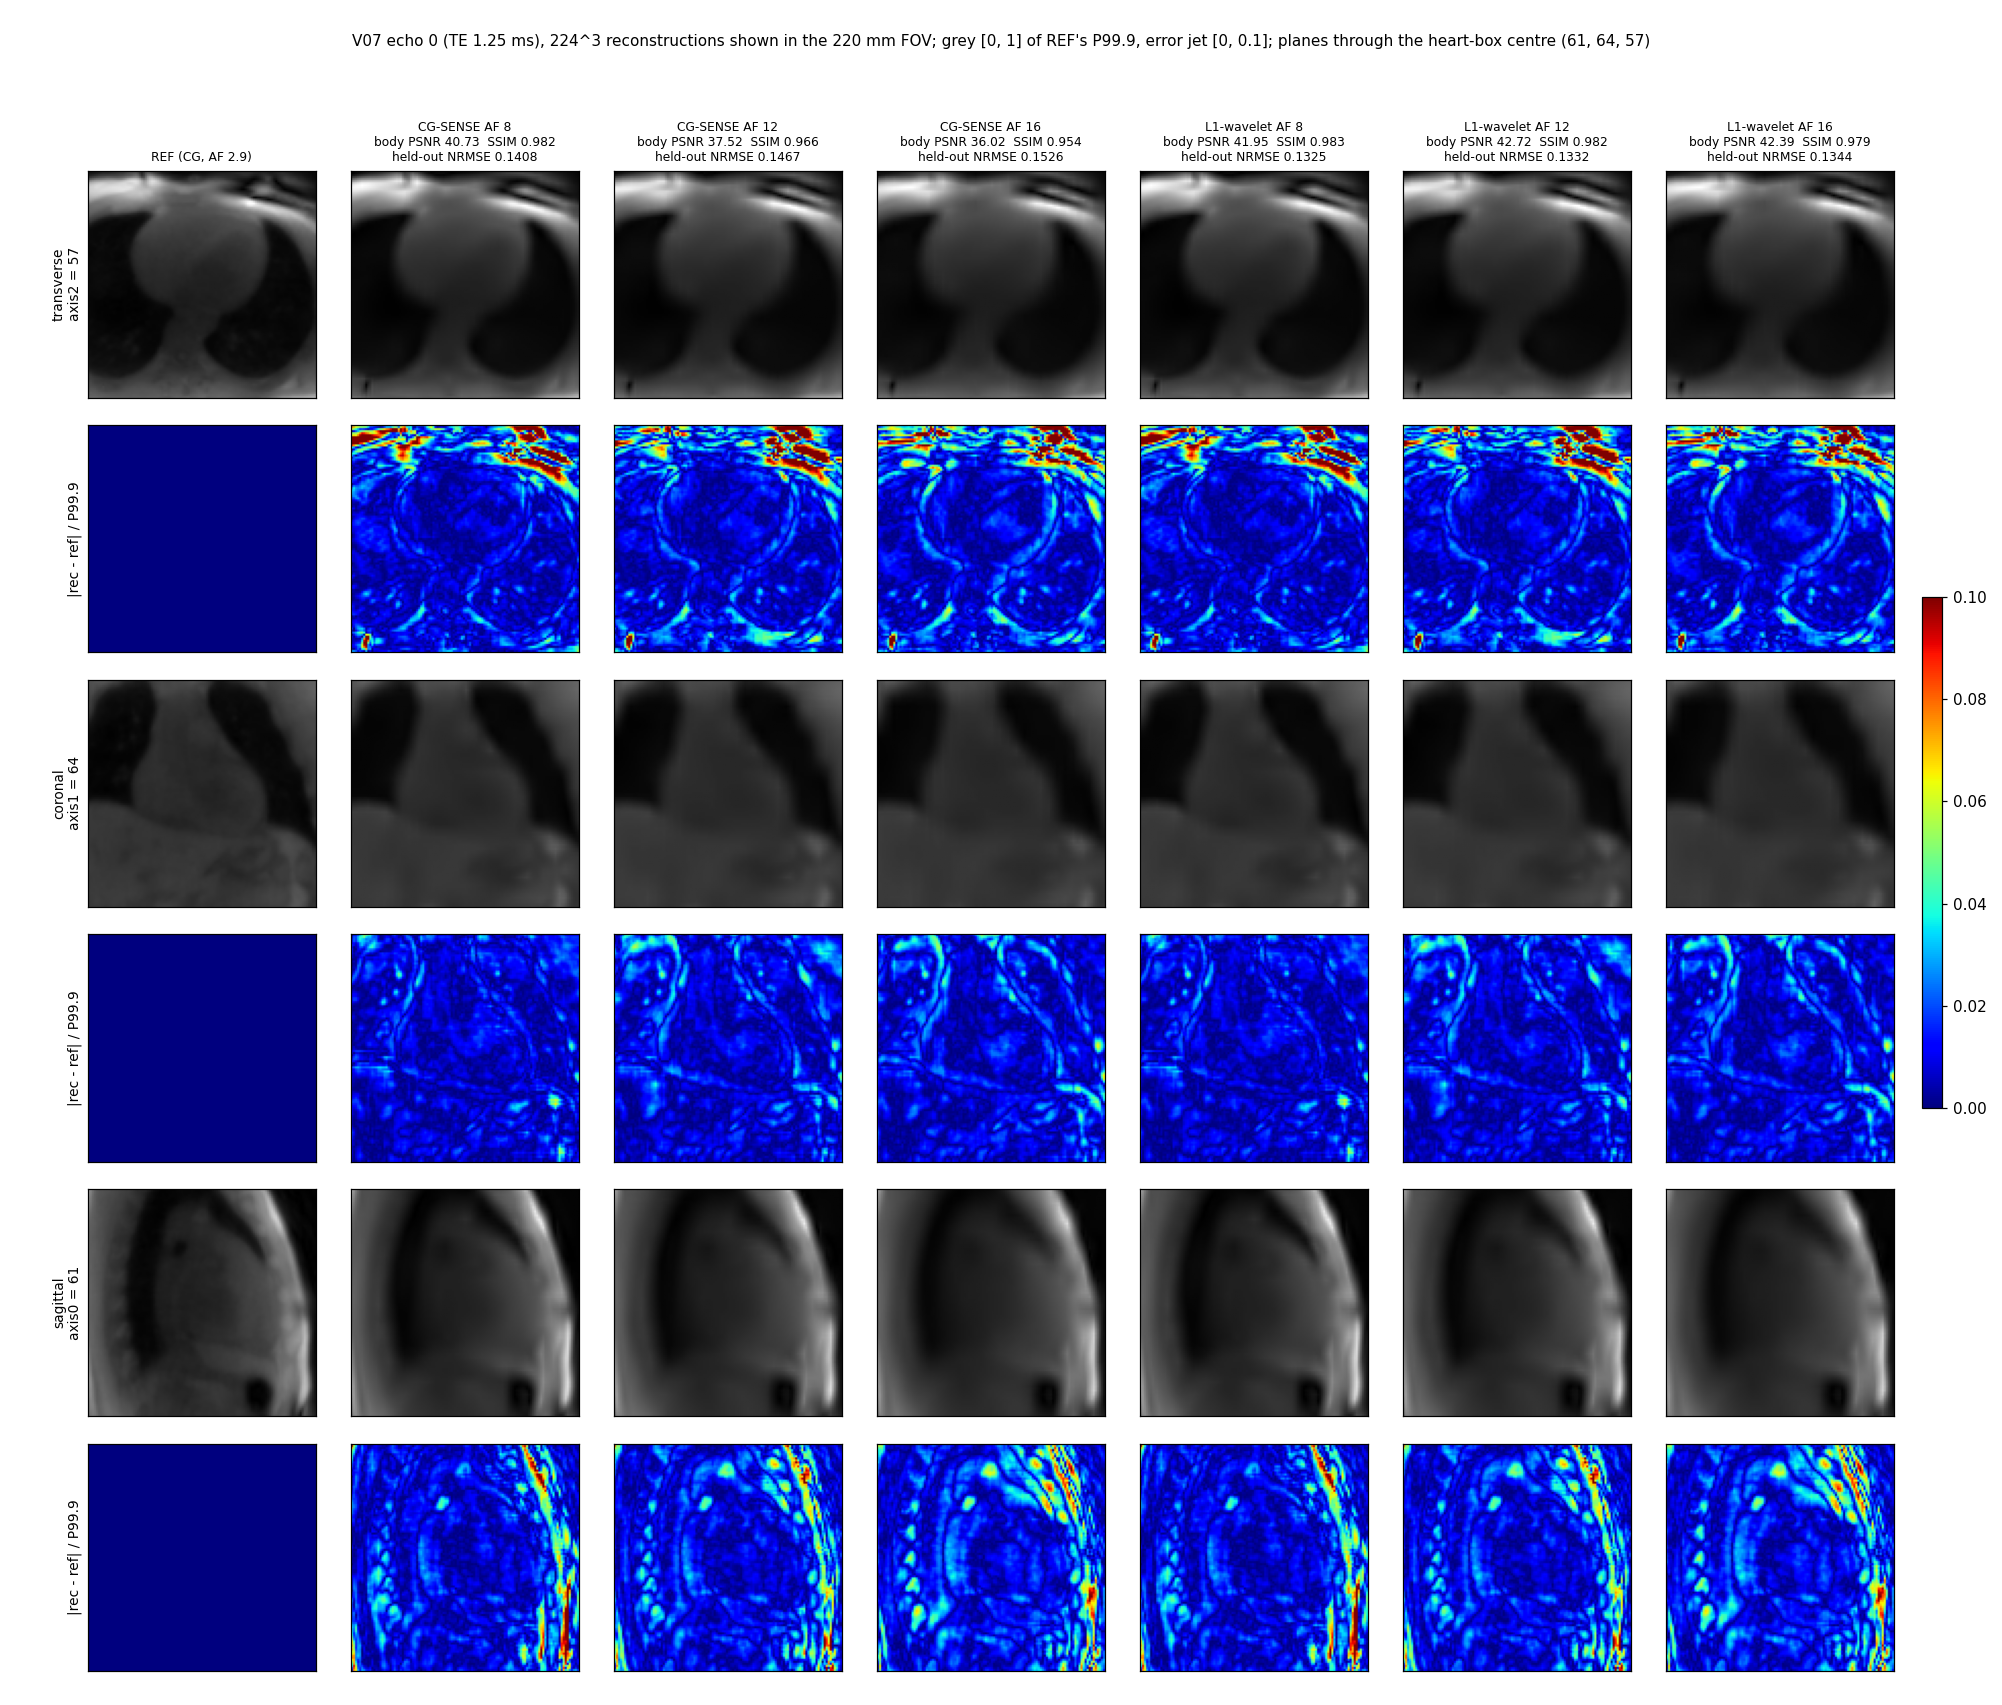 V07 echo 0 (TE 1.25 ms), 224^3 reconstructions shown in the 220 mm FOV; grey [0, 1] of REF's P99.9, error jet [0, 0.1]; planes through the heart-box centre (61, 64, 57)
REF (CG, AF 2.9)
CG-SENSE AF 8
body PSNR 40.73 SSIM 0.982
held-out NRMSE 0.1408
CG-SENSE AF 12
body PSNR 37.52 SSIM 0.966
held-out NRMSE 0.1467
CG-SENSE AF 16
body PSNR 36.02 SSIM 0.954
held-out NRMSE 0.1526
L1-wavelet AF 8
body PSNR 41.95 SSIM 0.983
held-out NRMSE 0.1325
L1-wavelet AF 12
body PSNR 42.72 SSIM 0.982
held-out NRMSE 0.1332
L1-wavelet AF 16
body PSNR 42.39 SSIM 0.979
held-out NRMSE 0.1344
transverse
axis2 = 57
|rec - ref| / P99.9
coronal
axis1 = 64
|rec - ref| / P99.9
sagittal
axis0 = 61
|rec - ref| / P99.9
0.10
0.08
0.06
0.04
0.02
0.00